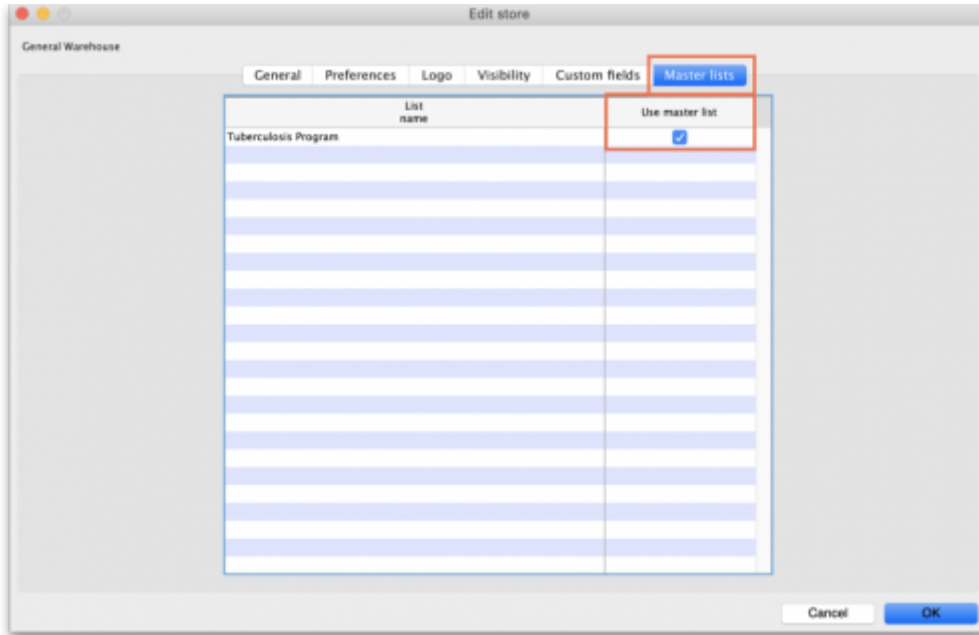 Edit store
General Warehouse
General Preferences Logo Visibility Custom fields Master lists
List
name
Use master list
Tuberculosis Program
Cancel OK